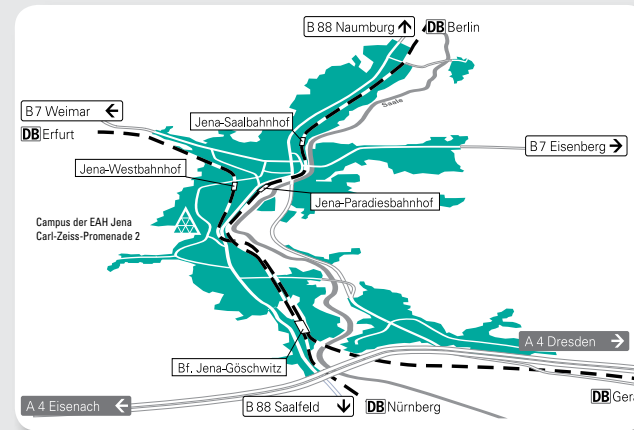 B 88 Naumburg ↑
DB Berlin
Saale
B 7 Weimar ←
DB Erfurt
Jena-Saalbahnhof
B 7 Eisenberg →
Jena-Westbahnhof
Jena-Paradiesbahnhof
Campus der EAH Jena
Carl-Zeiss-Promenade 2
A 4 Dresden →
Bf. Jena-Göschwitz
DB
A 4 Eisenach ←
B 88 Saalfeld ↓
DB Nürnberg